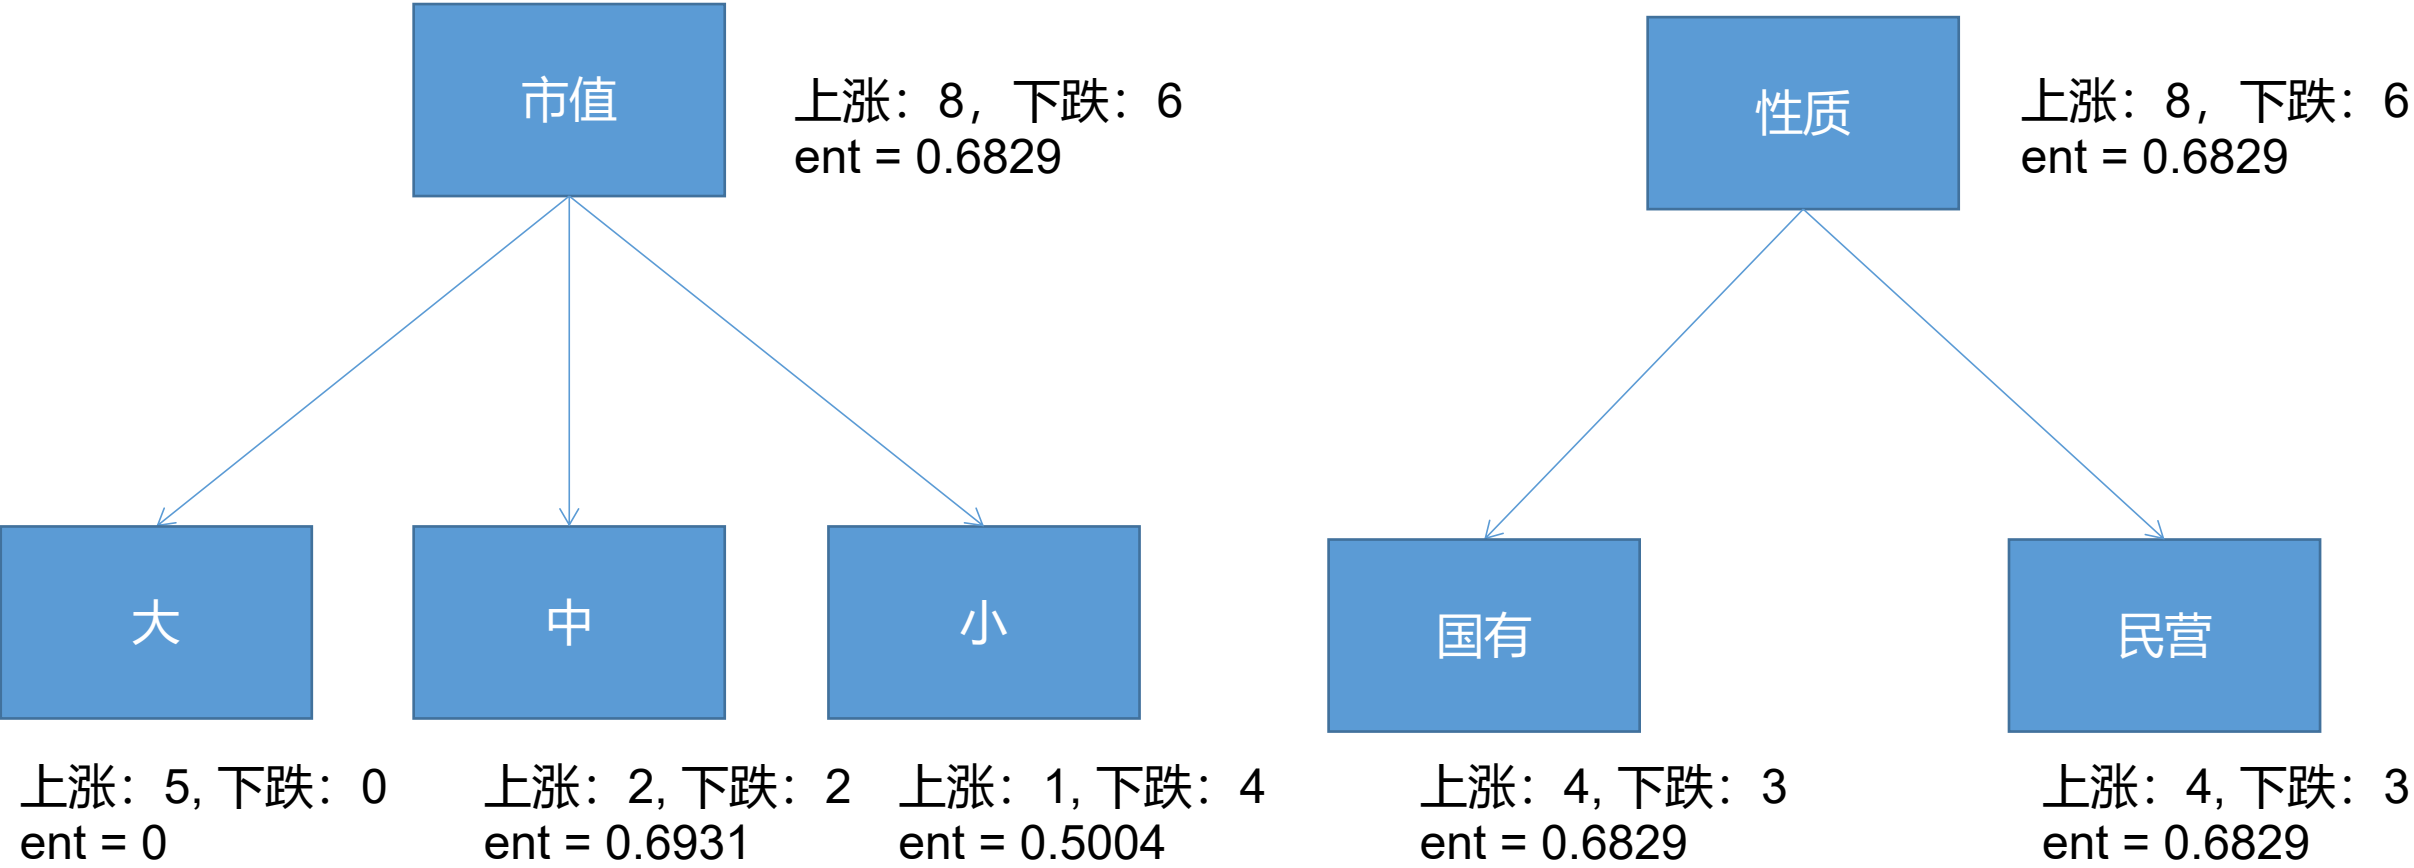 市值
上涨：8，下跌：6
ent = 0.6829
大
中
小
上涨：5, 下跌：0
ent = 0
上涨：2, 下跌：2
ent = 0.6931
上涨：1, 下跌：4
ent = 0.5004
性质
上涨：8，下跌：6
ent = 0.6829
国有
民营
上涨：4, 下跌：3
ent = 0.6829
上涨：4, 下跌：3
ent = 0.6829